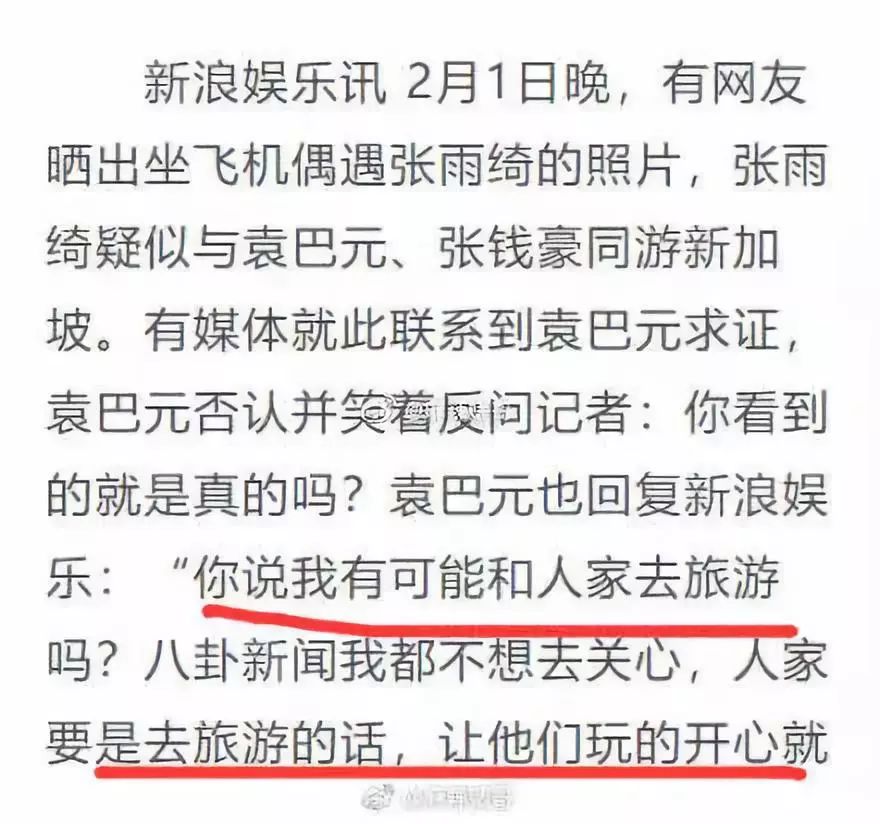 新浪娱乐讯 2月1日晚，有网友
晒出坐飞机偶遇张雨绮的照片，张雨
绮疑似与袁巴元、张钱豪同游新加
坡。有媒体就此联系到袁巴元求证，
袁巴元否认并笑着反问记者：你看到
的就是真的吗？袁巴元也回复新浪娱
乐：“你说我有可能和人家去旅游
吗？八卦新闻我都不想去关心，人家
要是去旅游的话，让他们玩的开心就